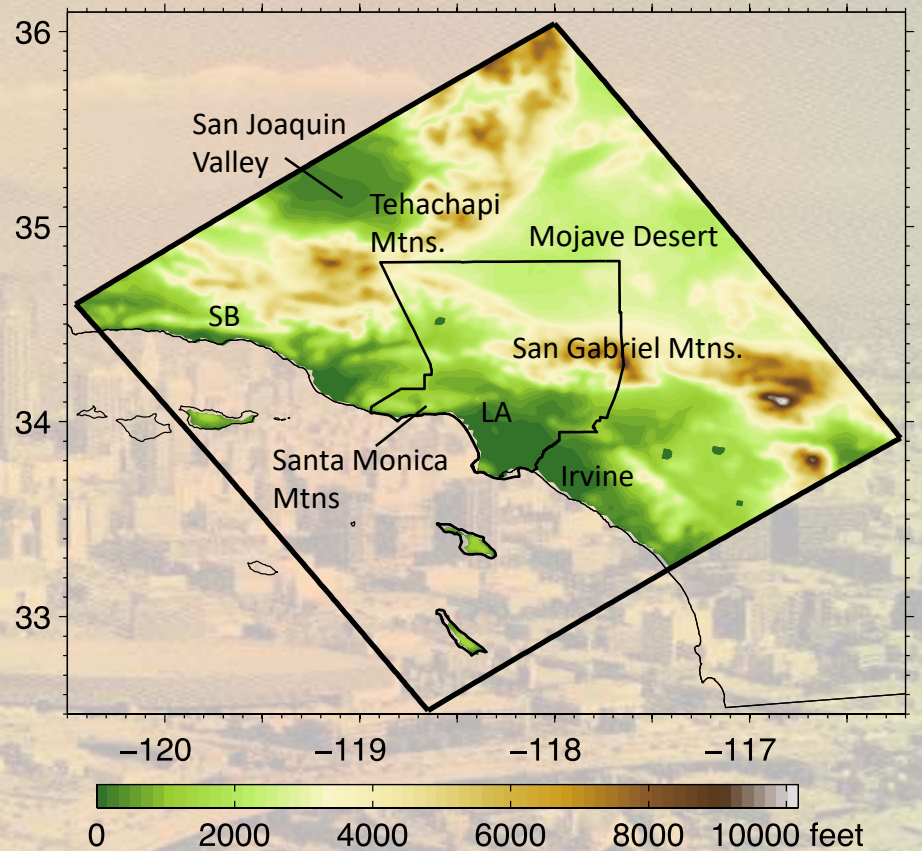 36
35
34
33
San Joaquin
Valley
Tehachapi
Mtns.
Mojave Desert
SB
San Gabriel Mtns.
LA
Santa Monica
Mtns
Irvine
−120
−119
−118
−117
0 2000 4000 6000 8000 10000 feet